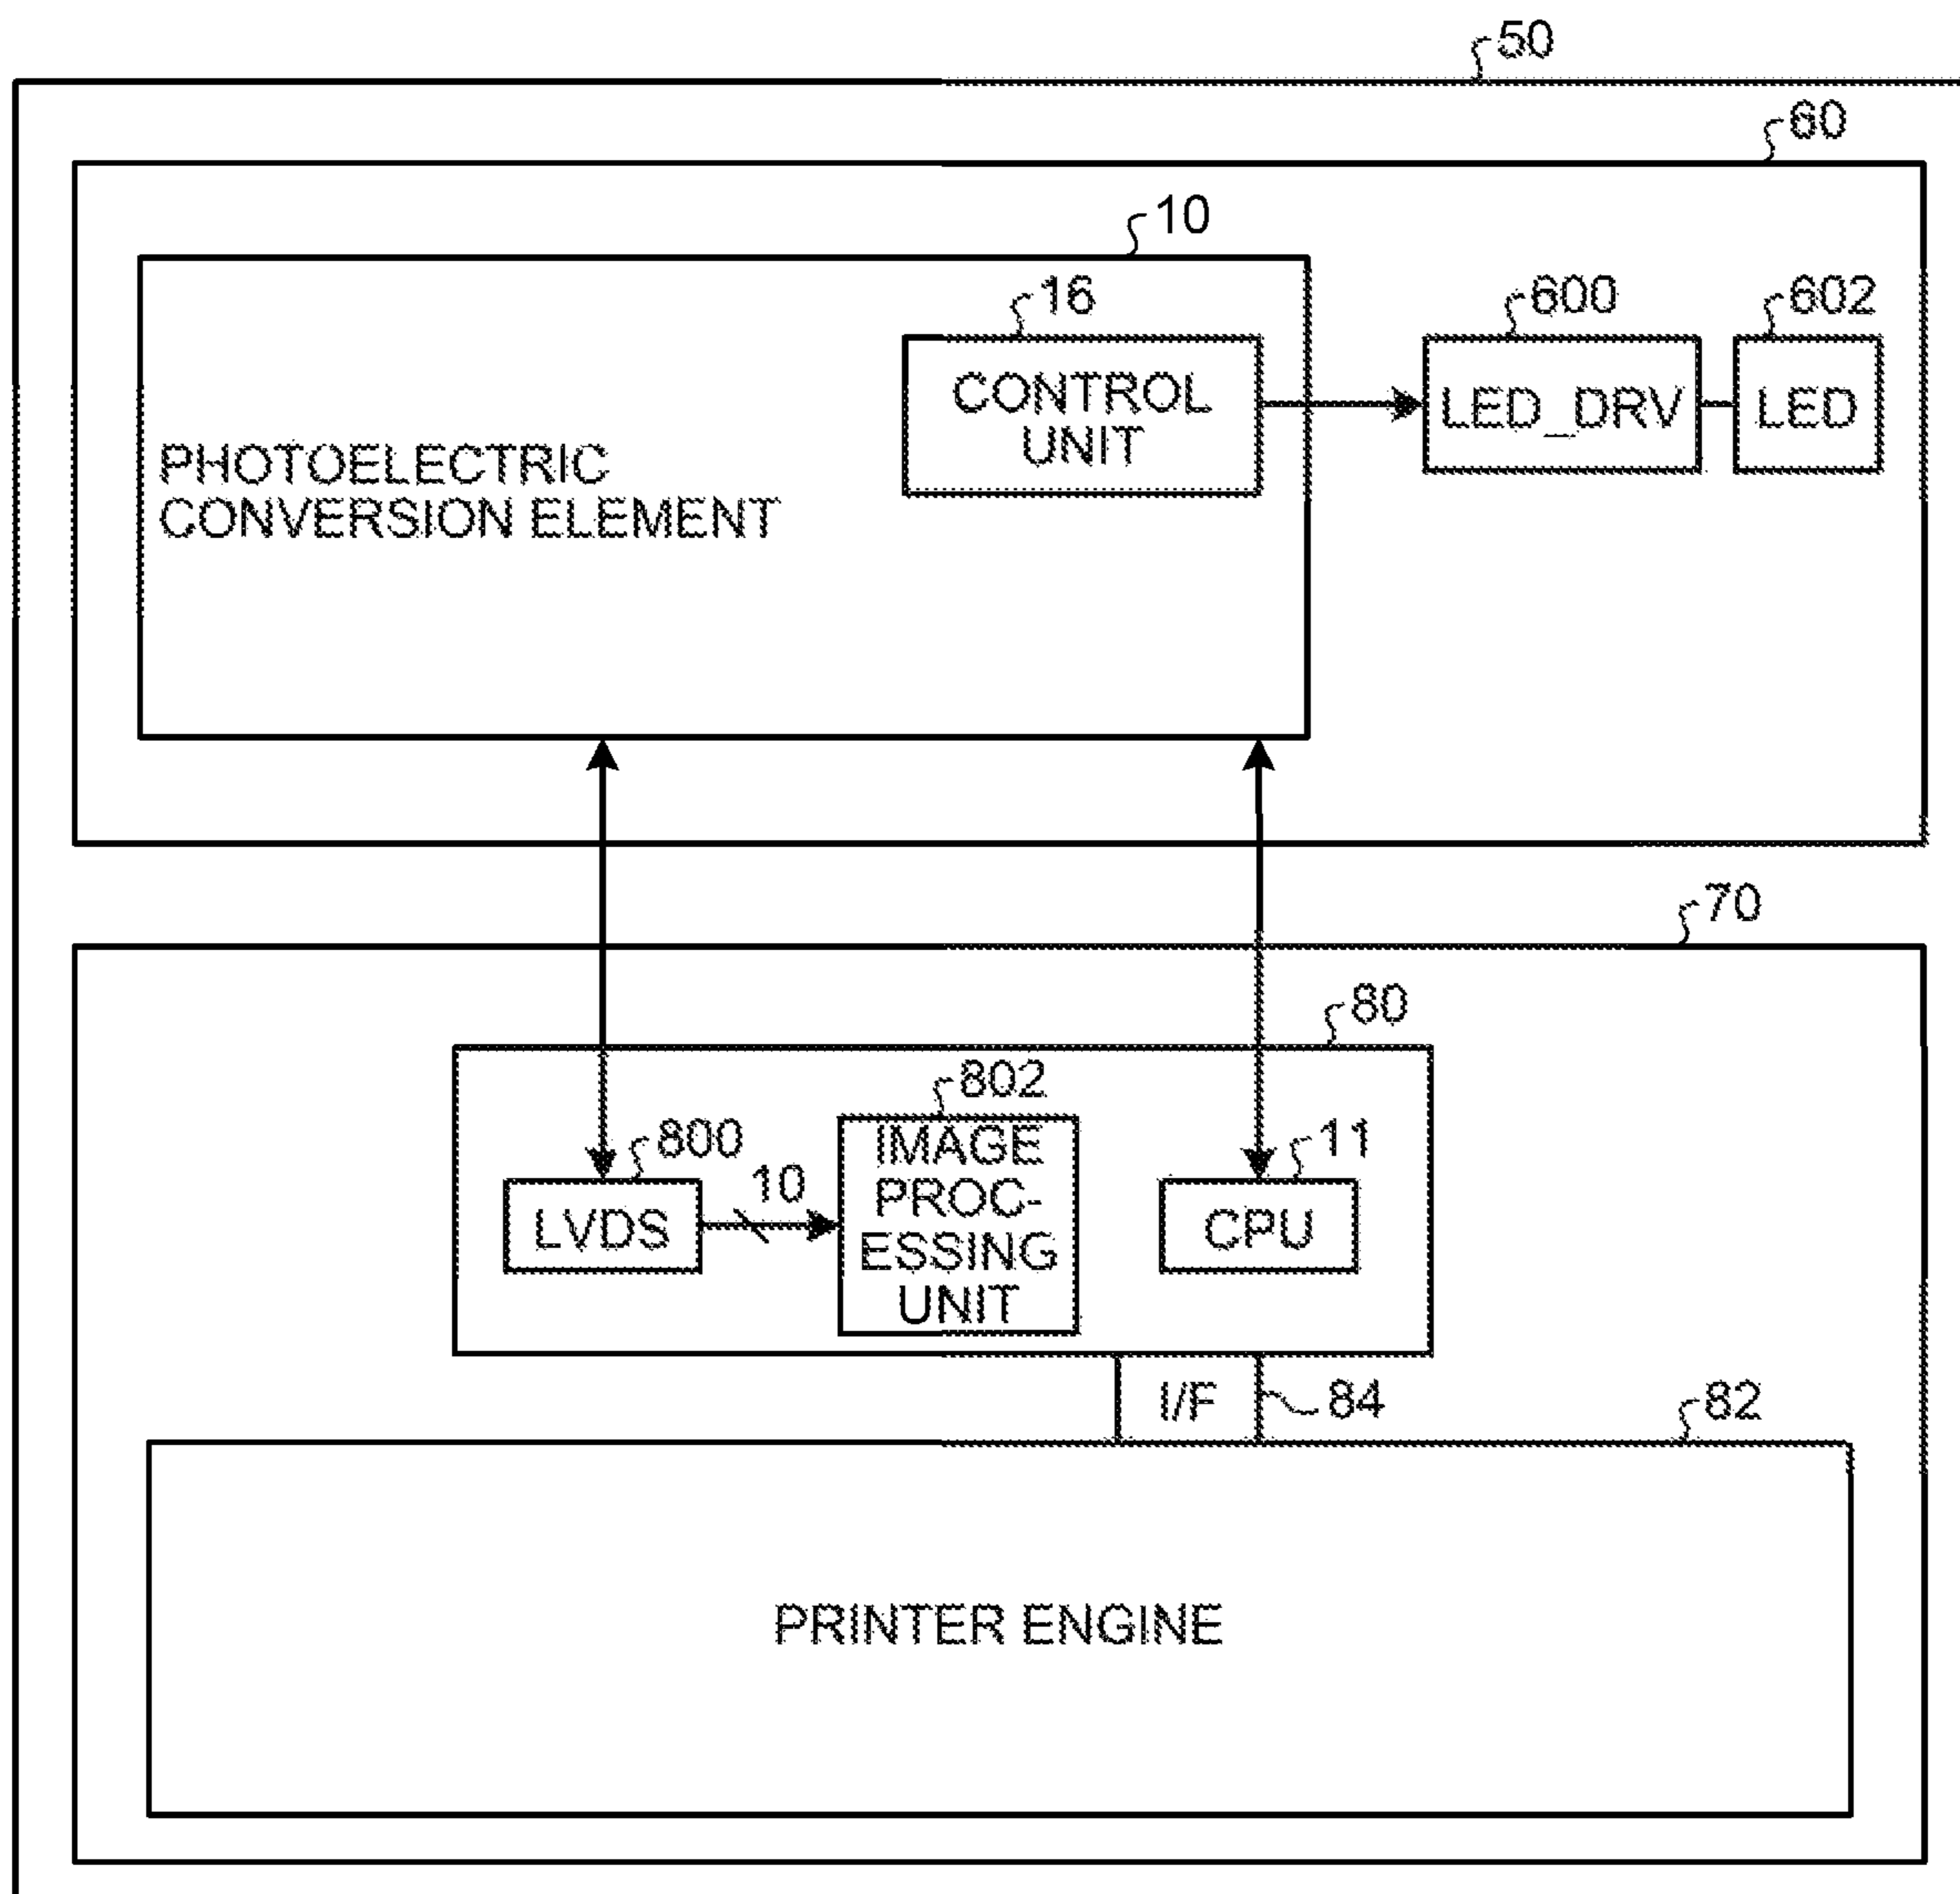 50
60
10
16
600
602
CONTROL
UNIT
LED_DRV
LED
PHOTOELECTRIC
CONVERSION ELEMENT
70
80
802
800
10
11
IMAGE
PROC-
ESSING
UNIT
LVDS
CPU
I/F
84
82
PRINTER ENGINE